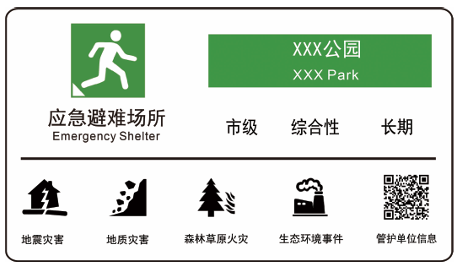 应急避难场所
Emergency Shelter
XXX公园
XXX Park
市级 综合性 长期
地震灾害 地质灾害 森林草原火灾 生态环境事件 管护单位信息